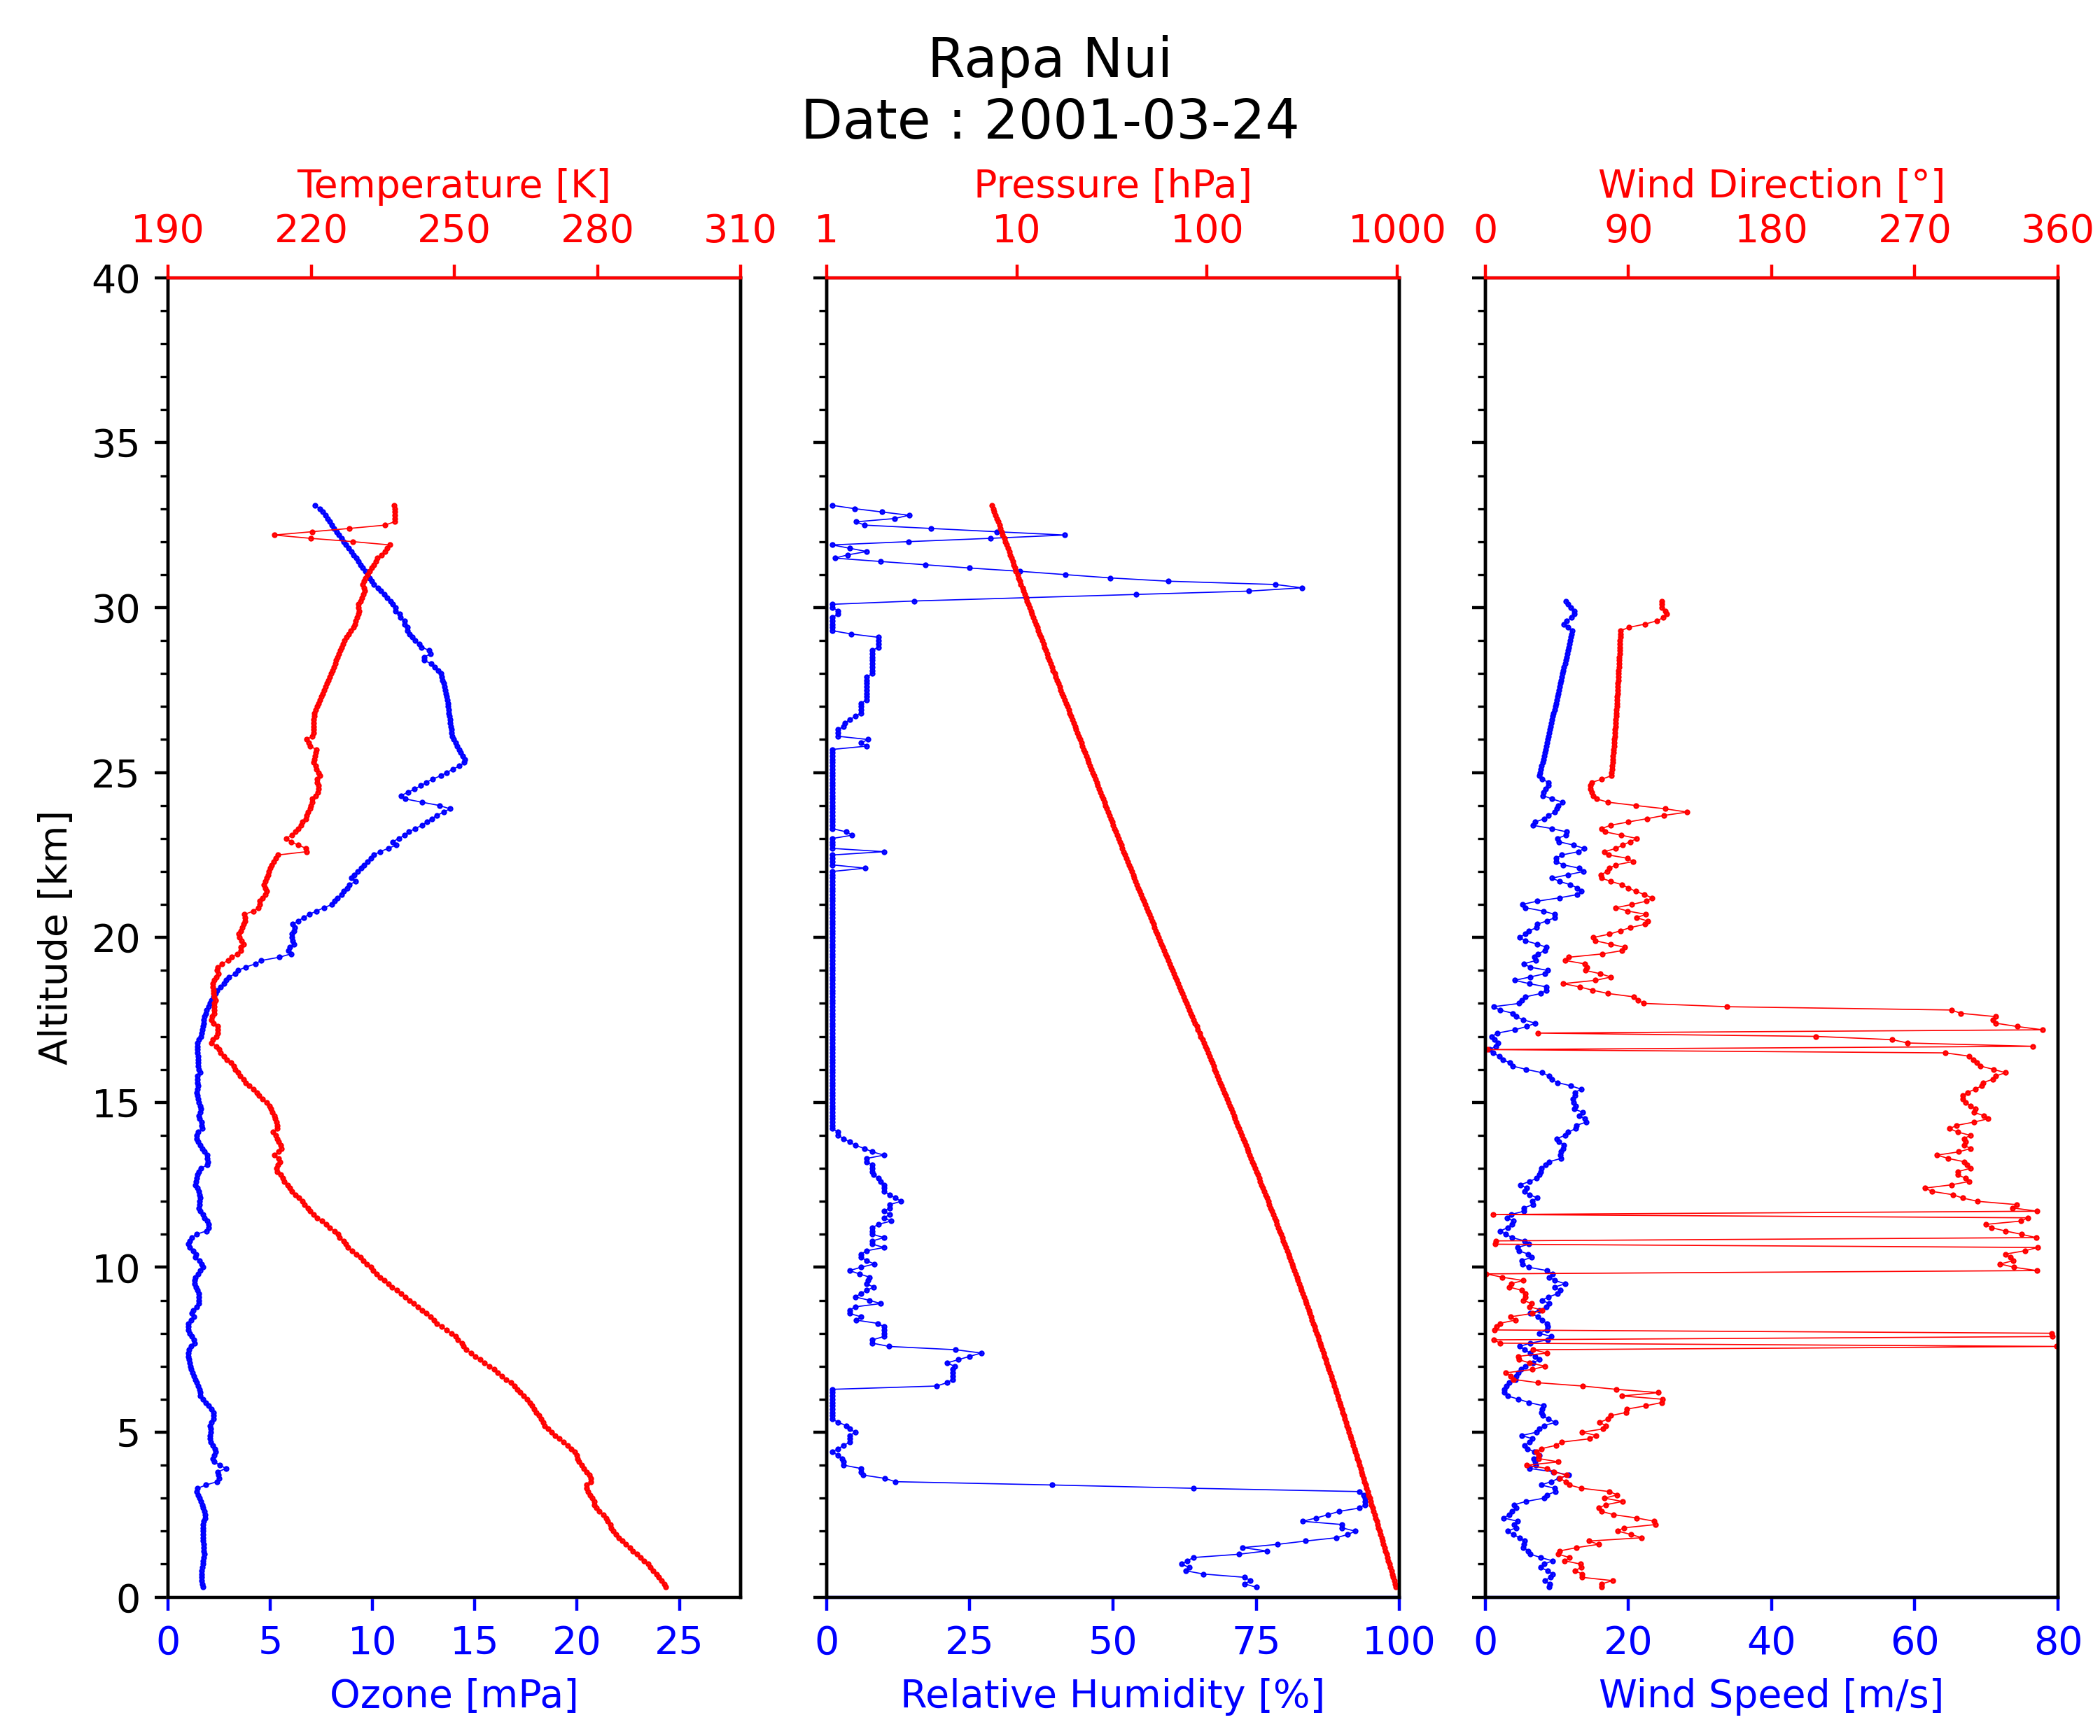 Rapa Nui
Date : 2001-03-24
Temperature [K]
190 220 250 280 310
Pressure [hPa]
1 10 100 1000
Wind Direction [°]
0 90 180 270 360
Altitude [km]
40
35
30
25
20
15
10
5
0
0 5 10 15 20 25
Ozone [mPa]
0 25 50 75 100
Relative Humidity [%]
0 20 40 60 80
Wind Speed [m/s]